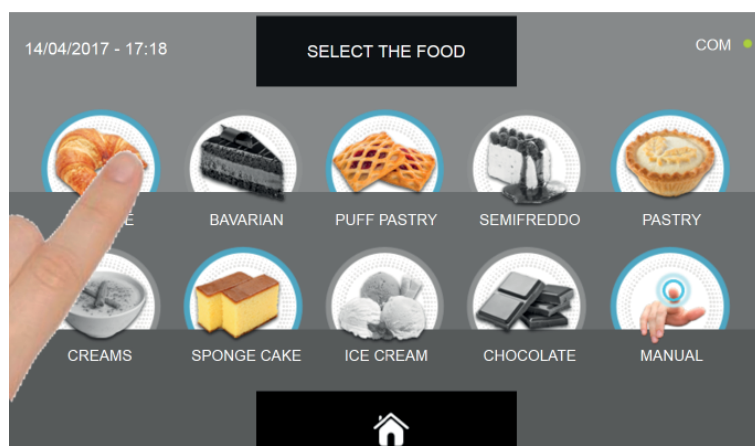 14/04/2017 - 17:18
SELECT THE FOOD
COM
BAVARIAN
PUFF PASTRY
SEMIFREDDO
PASTRY
CREAMS
SPONGE CAKE
ICE CREAM
CHOCOLATE
MANUAL